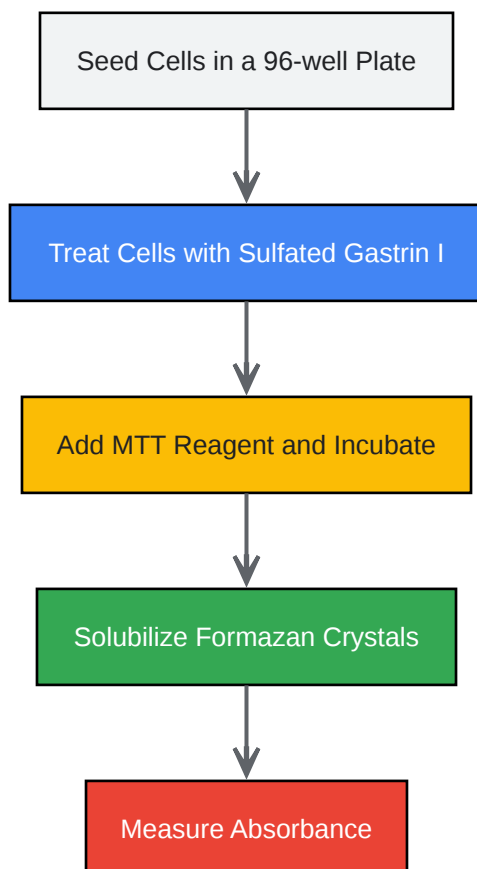 Seed Cells in a 96-well Plate
Treat Cells with Sulfated Gastrin I
Add MTT Reagent and Incubate
Solubilize Formazan Crystals
Measure Absorbance